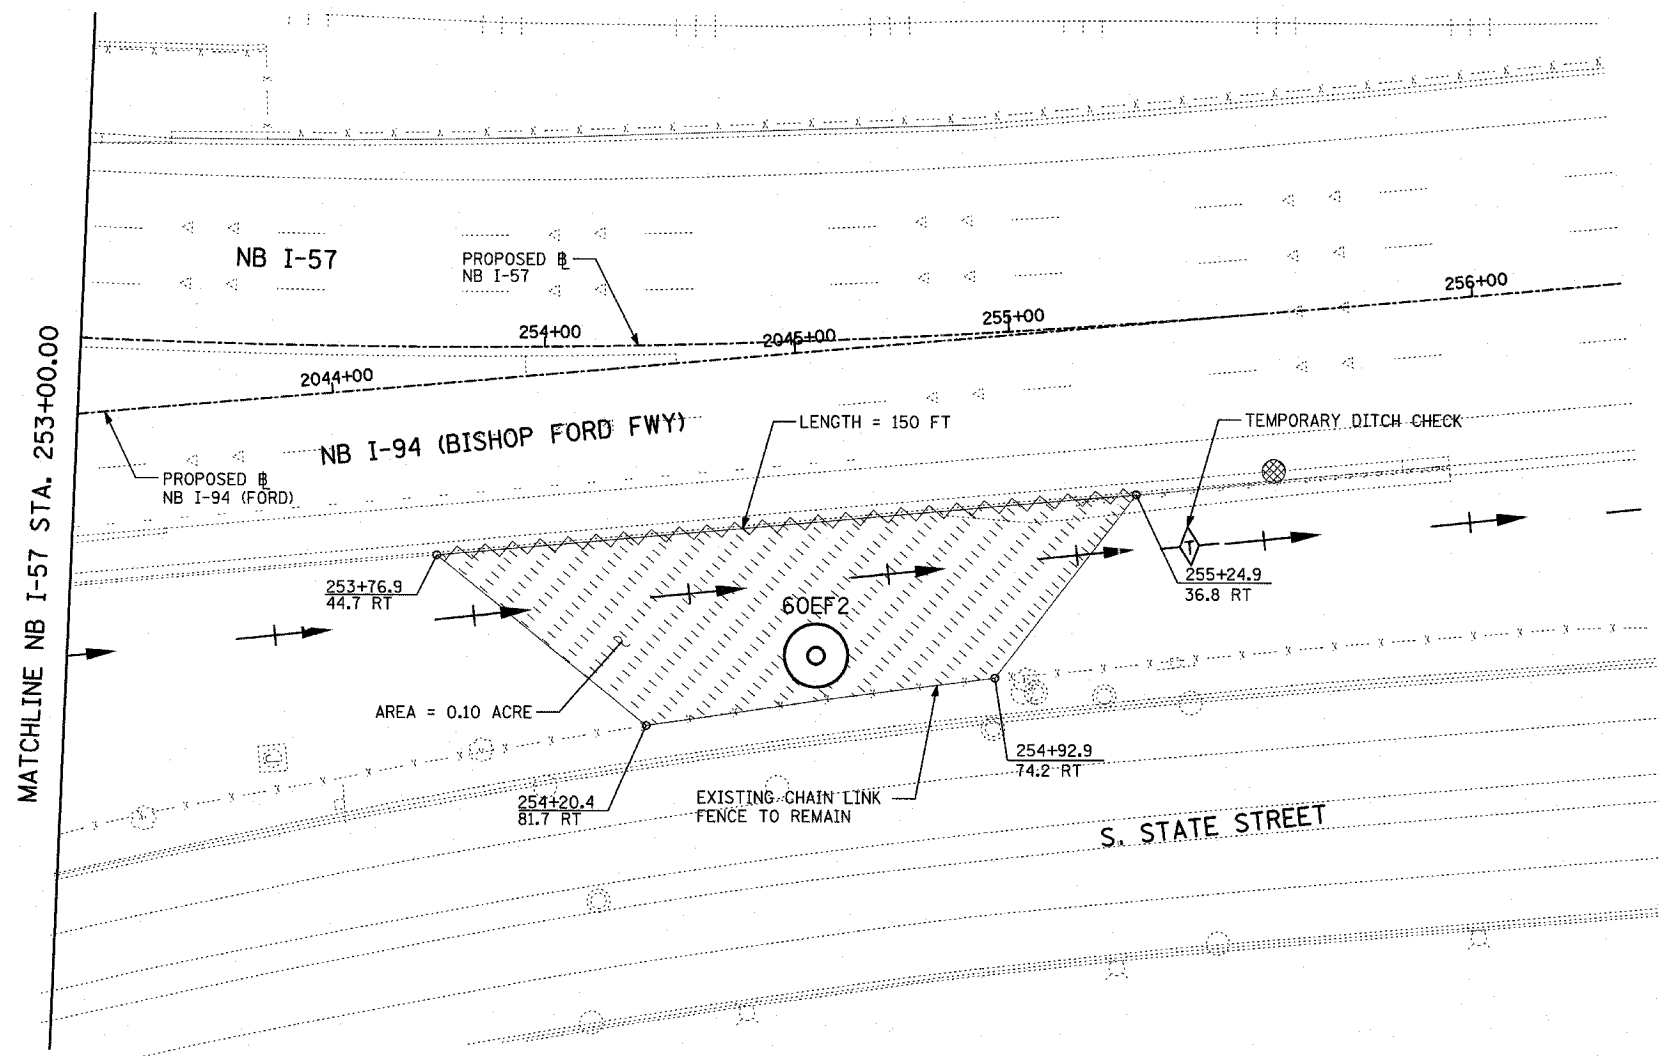 NB I-57
PROPOSED ℄
NB I-57
256+00
254+00
2045+00
255+00
2044+00
MATCHLINE NB I-57 STA. 253+00.00
NB I-94 (BISHOP FORD FWY)
LENGTH = 150 FT
TEMPORARY DITCH CHECK
PROPOSED ℄
NB I-94 (FORD)
T
253+76.9
44.7 RT
255+24.9
36.8 RT
60EF2
AREA = 0.10 ACRE
254+92.9
74.2 RT
254+20.4
81.7 RT
EXISTING CHAIN LINK
FENCE TO REMAIN
S. STATE STREET